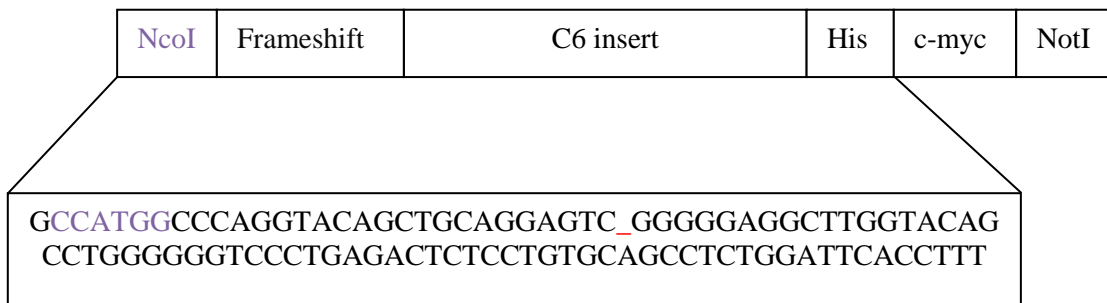 NcoI Frameshift C6 insert His c-myc NotI
GCCATGGCCCAGGTACAGCTGCAGGAGTC_GGGGGAGGCTTGGTACAG
CCTGGGGGGTCCCTGAGACTCTCCTGTGCAGCCTCTGGATTCACCTTT